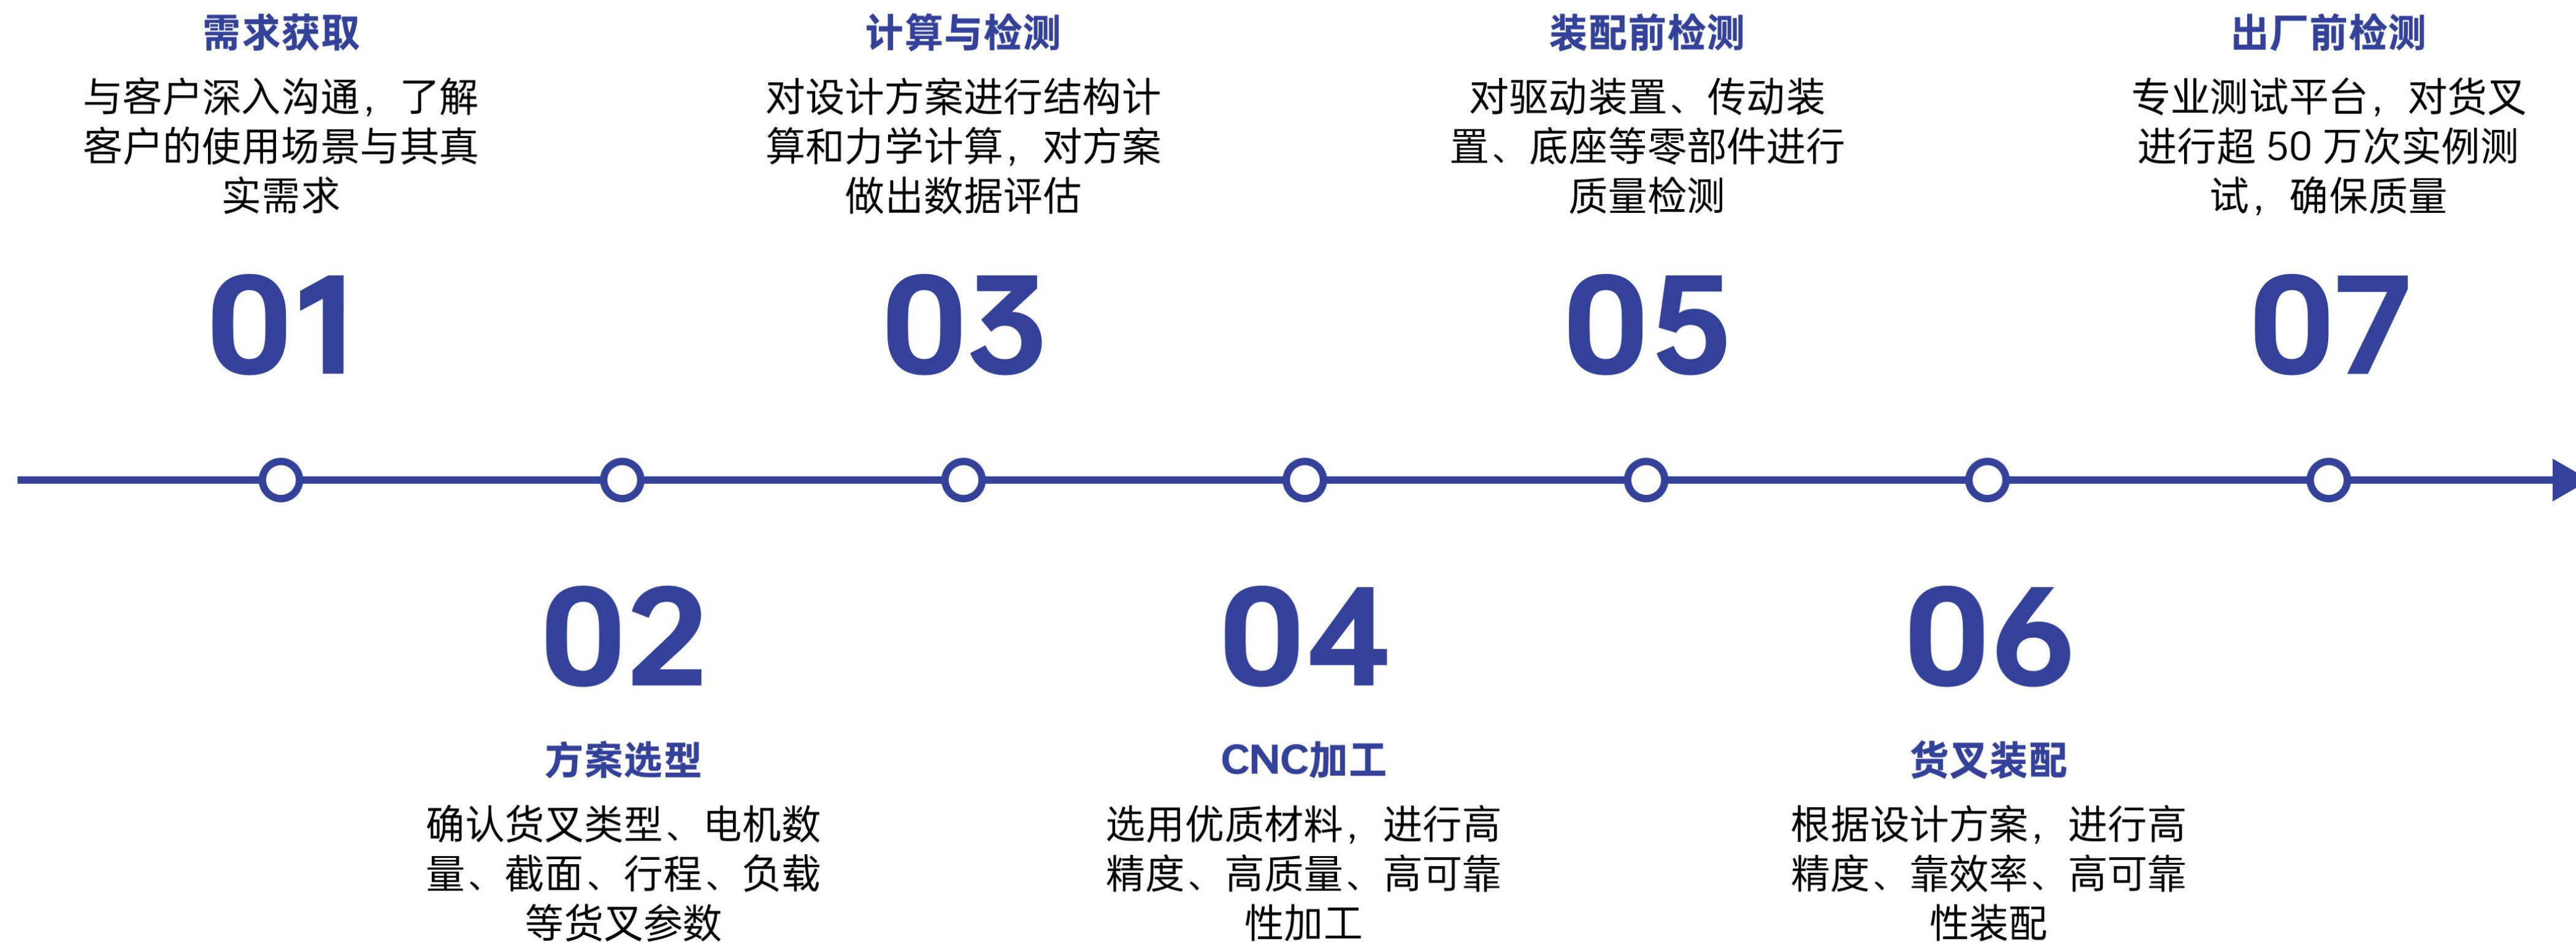 需求获取
与客户深入沟通，了解
客户的使用场景与其真
实需求
01
02
方案选型
确认货叉类型、电机数
量、截面、行程、负载
等货叉参数
计算与检测
对设计方案进行结构计
算和力学计算，对方案
做出数据评估
03
04
CNC加工
选用优质材料，进行高
精度、高质量、高可靠
性加工
装配前检测
对驱动装置、传动装
置、底座等零部件进行
质量检测
05
06
货叉装配
根据设计方案，进行高
精度、靠效率、高可靠
性装配
出厂前检测
专业测试平台，对货叉
进行超 50 万次实例测
试，确保质量
07